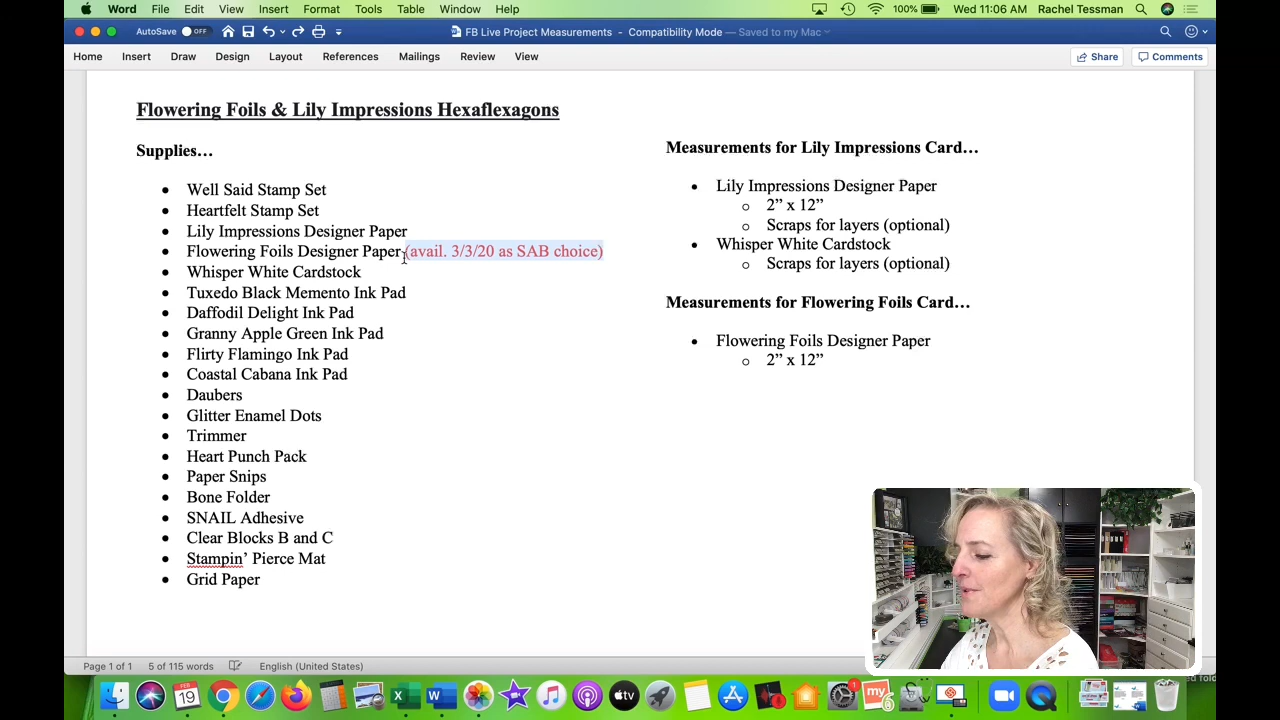 Word File Edit View Insert Format Tools Table Window Help 100% Wed 11:06 AM Rachel Tessman
AutoSave OFF FB Live Project Measurements - Compatibility Mode — Saved to my Mac
Home Insert Draw Design Layout References Mailings Review View Share Comments
Flowering Foils & Lily Impressions Hexaflexagons
Supplies…
• Well Said Stamp Set
• Heartfelt Stamp Set
• Lily Impressions Designer Paper
• Flowering Foils Designer Paper (avail. 3/3/20 as SAB choice)
• Whisper White Cardstock
• Tuxedo Black Memento Ink Pad
• Daffodil Delight Ink Pad
• Granny Apple Green Ink Pad
• Flirty Flamingo Ink Pad
• Coastal Cabana Ink Pad
• Daubers
• Glitter Enamel Dots
• Trimmer
• Heart Punch Pack
• Paper Snips
• Bone Folder
• SNAIL Adhesive
• Clear Blocks B and C
• Stampin’ Pierce Mat
• Grid Paper
Measurements for Lily Impressions Card…
• Lily Impressions Designer Paper
o 2” x 12”
o Scraps for layers (optional)
• Whisper White Cardstock
o Scraps for layers (optional)
Measurements for Flowering Foils Card…
• Flowering Foils Designer Paper
o 2” x 12”
Page 1 of 1 5 of 115 words English (United States)
FEB
19
X
W
tv
1
my